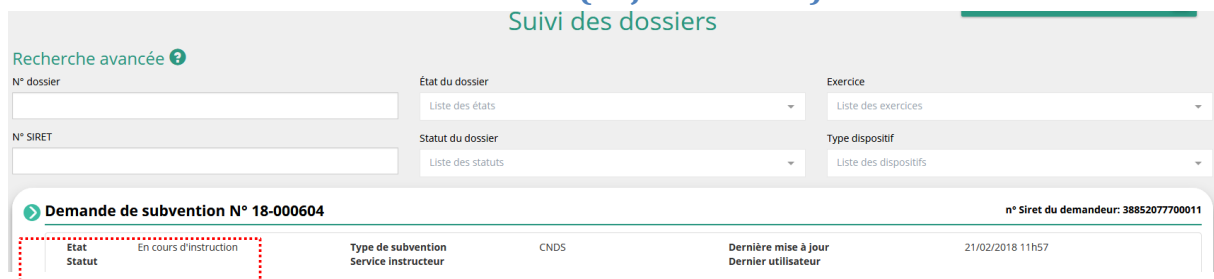 Suivi des dossiers
Recherche avancée ?
N° dossier État du dossier Exercice
Liste des états Liste des exercices
N° SIRET Statut du dossier Type dispositif
Liste des statuts Liste des dispositifs
Demande de subvention N° 18-000604 n° Siret du demandeur: 38852077700011
Etat En cours d'instruction Type de subvention CNDS Dernière mise à jour 21/02/2018 11h57
Statut Service instructeur Dernier utilisateur